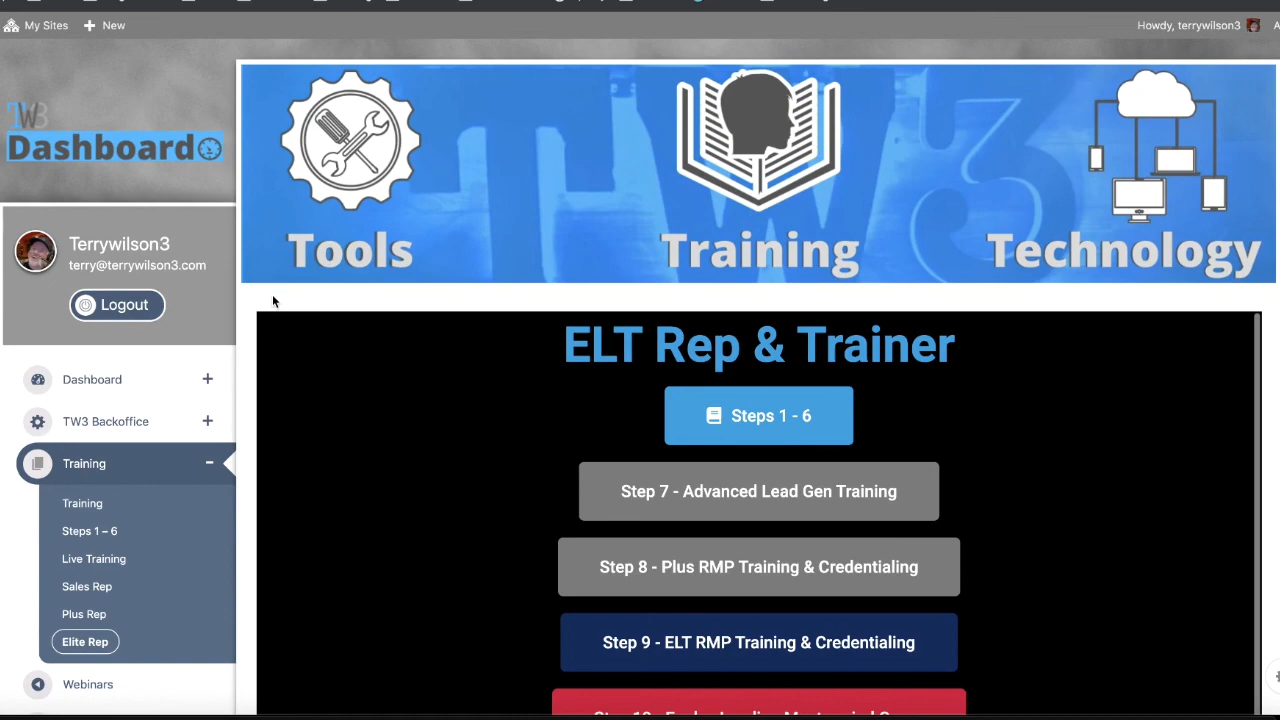 My Sites
New
Howdy, terrywilson3
TW3
Dashboard
Terrywilson3
terry@terrywilson3.com
Logout
Dashboard
TW3 Backoffice
Training
Training
Steps 1 – 6
Live Training
Sales Rep
Plus Rep
Elite Rep
Webinars
TW3
Tools
Training
Technology
ELT Rep & Trainer
Steps 1 - 6
Step 7 - Advanced Lead Gen Training
Step 8 - Plus RMP Training & Credentialing
Step 9 - ELT RMP Training & Credentialing